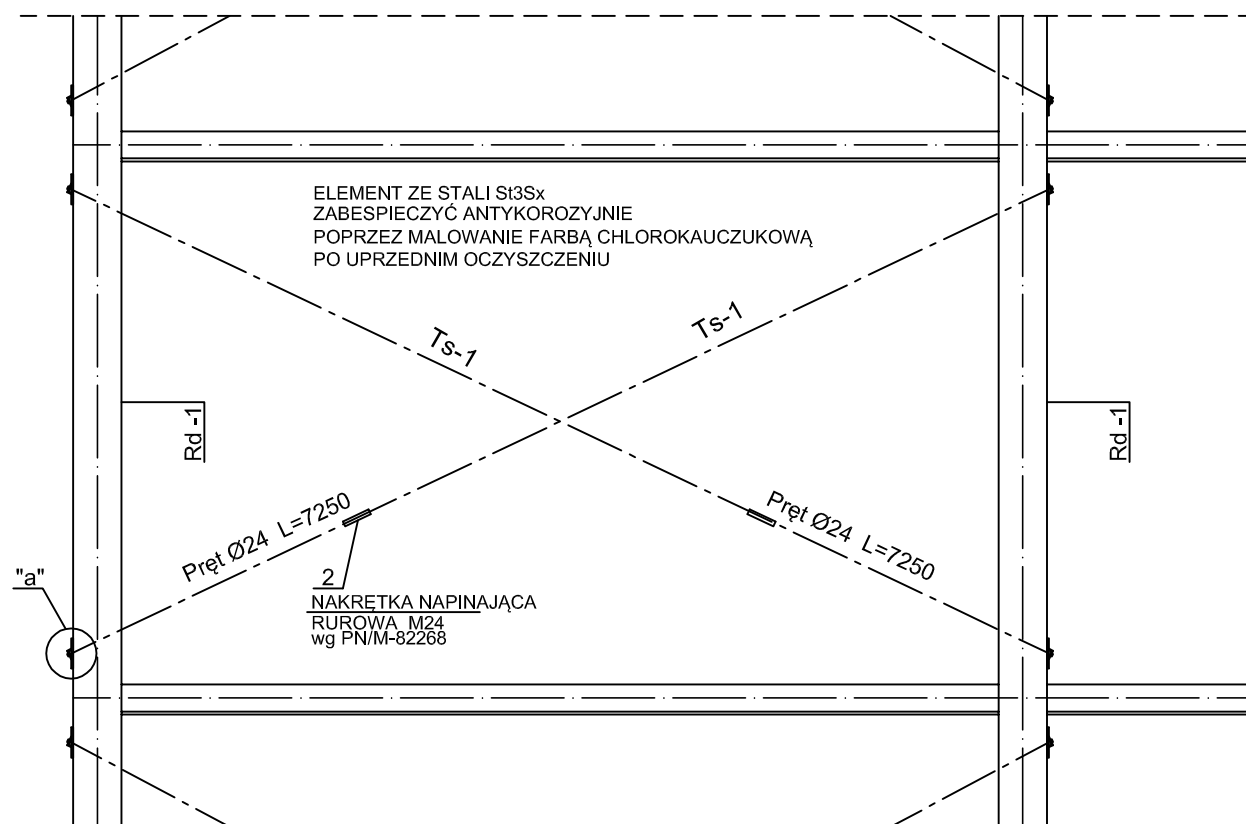 ELEMENT ZE STALI St3Sx
ZABESPIECZYĆ ANTYKOROZYJNIE
POPRZEZ MALOWANIE FARBĄ CHLOROKAUCZUKOWĄ
PO UPRZEDNIM OCZYSZCZENIU
Ts-1
Ts-1
Rd -1
Rd -1
Pręt Ø24 L=7250
Pręt Ø24 L=7250
"a"
2
NAKRĘTKA NAPINAJĄCA
RUROWA M24
wg PN/M-82268